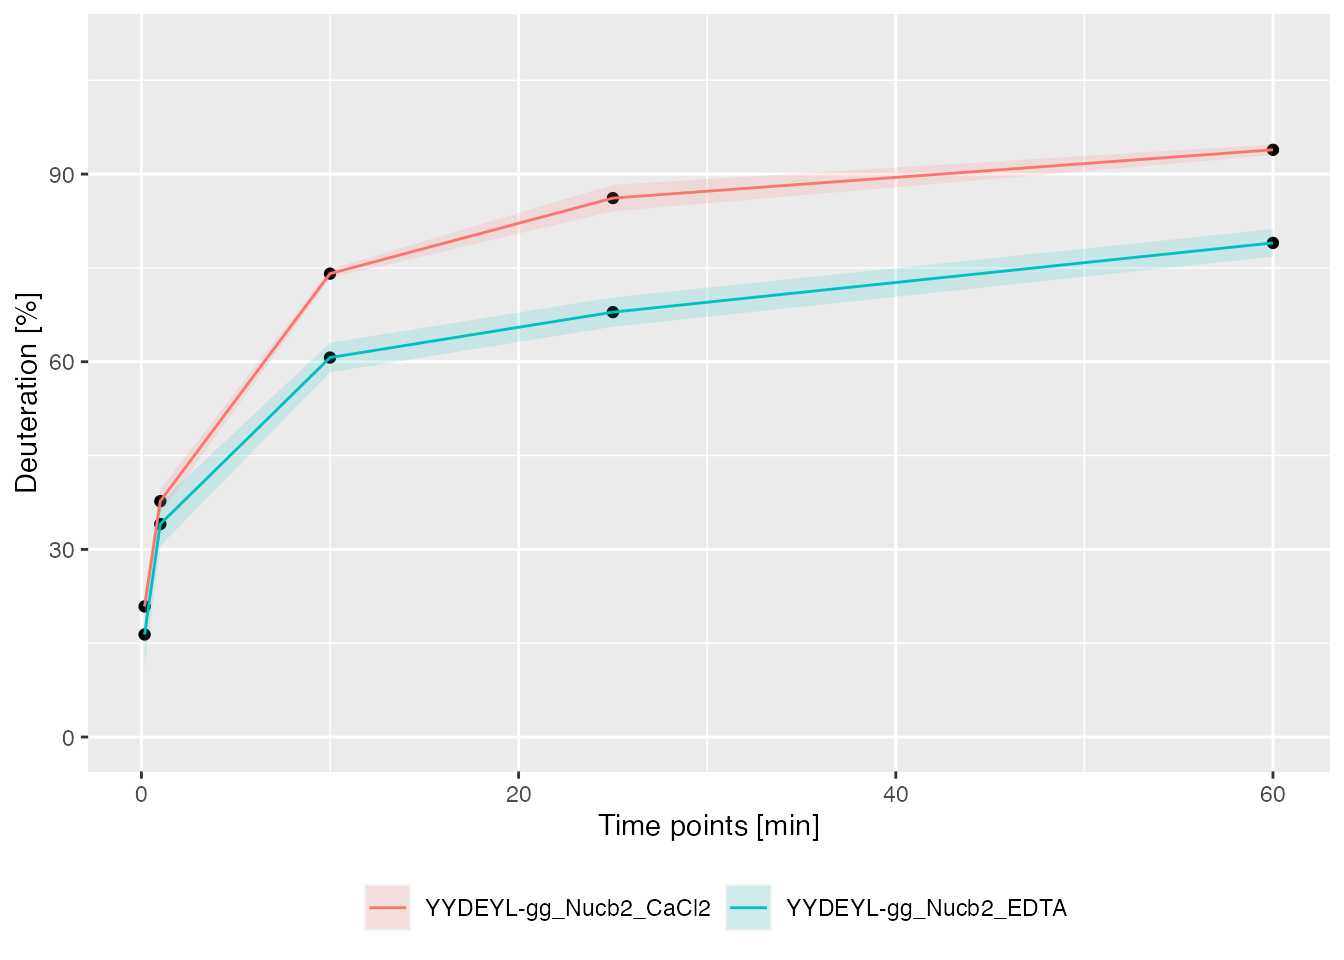 Deuteration [%]
90
60
30
0
0 20 40 60
Time points [min]
YYDEYL-gg_Nucb2_CaCl2 YYDEYL-gg_Nucb2_EDTA